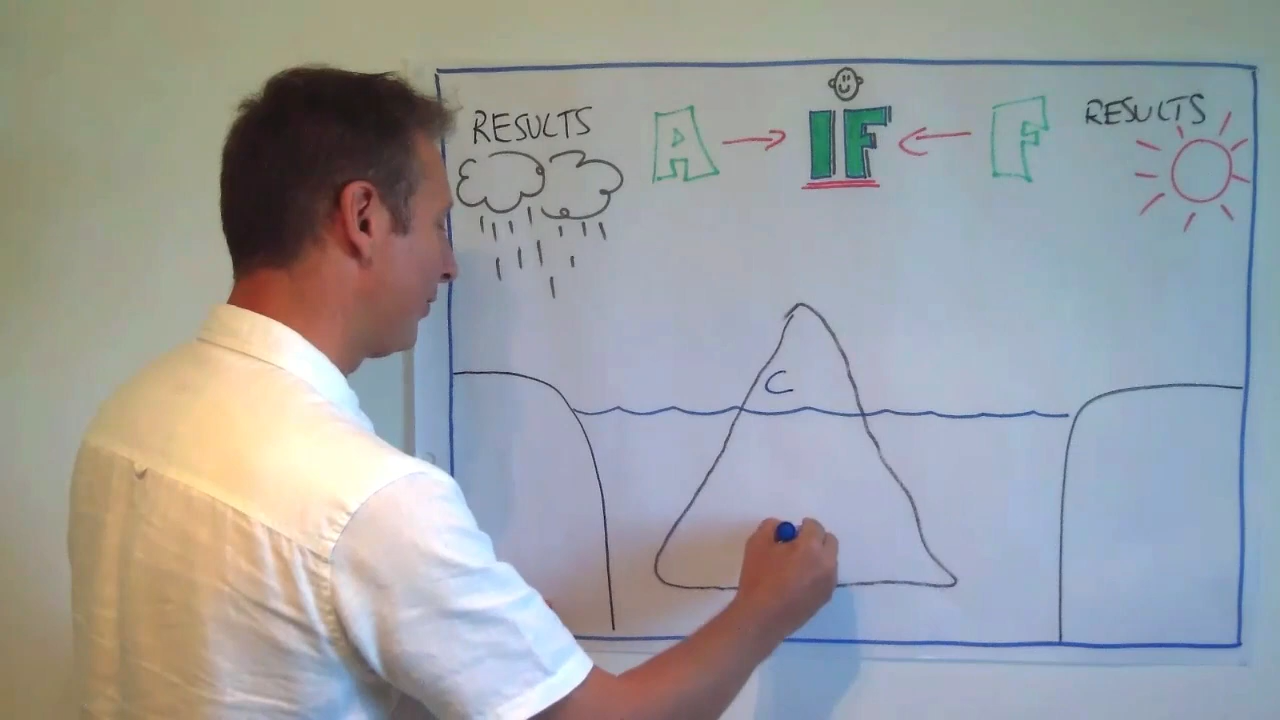 RESULTS A → IF ← F RESULTS
C